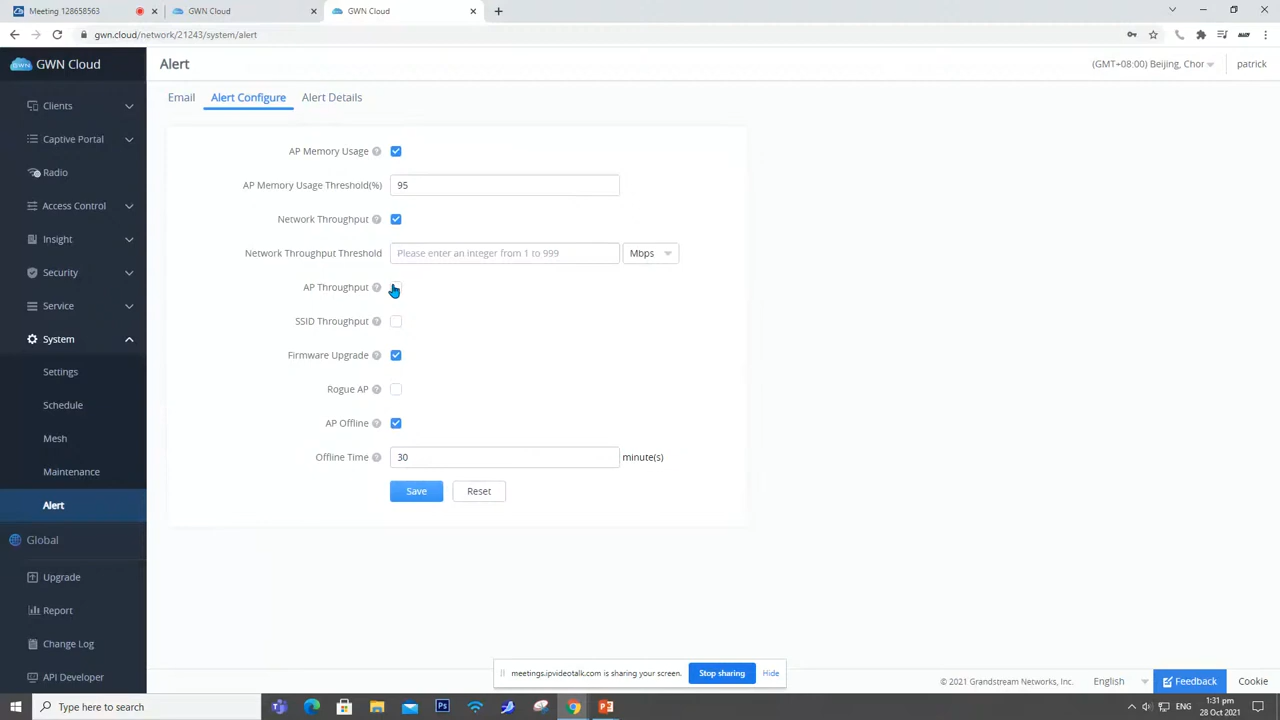 Meeting 128658563
GWN Cloud
GWN Cloud
gwn.cloud/network/21243/system/alert
GWN Cloud
Alert
(GMT+08:00) Beijing, Chor
patrick
Email
Alert Configure
Alert Details
Clients
Captive Portal
Radio
Access Control
Insight
Security
Service
System
Settings
Schedule
Mesh
Maintenance
Alert
Global
Upgrade
Report
Change Log
API Developer
AP Memory Usage
AP Memory Usage Threshold(%) 95
Network Throughput
Network Throughput Threshold Please enter an integer from 1 to 999 Mbps
AP Throughput
SSID Throughput
Firmware Upgrade
Rogue AP
AP Offline
Offline Time 30 minute(s)
Save Reset
meetings.ipvideotalk.com is sharing your screen. Stop sharing Hide
© 2021 Grandstream Networks, Inc. English Feedback Cookie
Type here to search
ENG
1:31 pm
28 Oct 2021